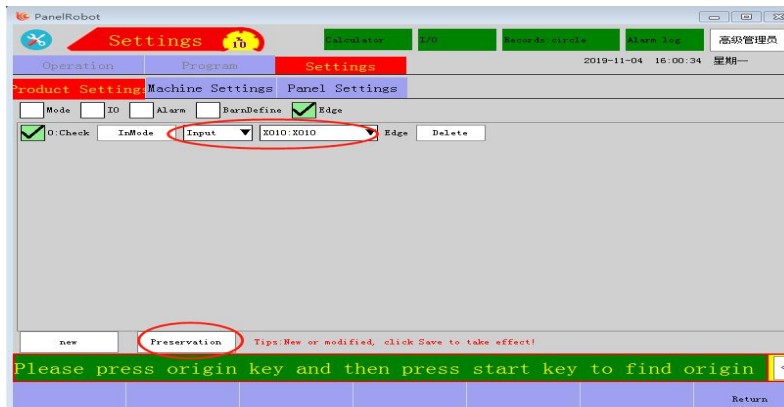 PanelRobot
Settings 10 Calculator I/O Records:circle Alarm log 高级管理员
Operation Program Settings 2019-11-04 16:00:34 星期一
Product Setting Machine Settings Panel Settings
Mode IO Alarm BarnDefine Edge
0:Check InMode Input X010:X010 Edge Delete
new Preservation Tips:New or modified, click Save to take effect!
Please press origin key and then press start key to find origin
Return